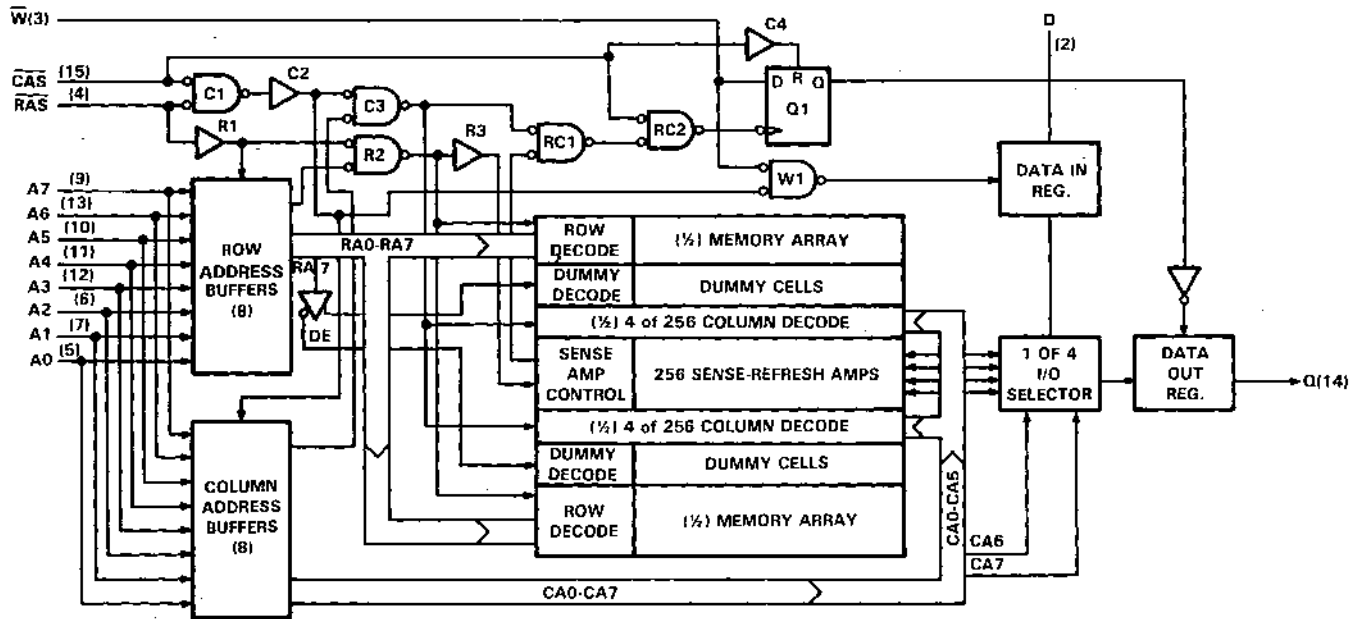 W̅(3)
C4
D
(2)
CAS (15)
RAS (4)
C1
C2
C3
D R Q
Q1
R1
R2
R3
RC1
RC2
W1
DATA IN
REG.
A7 (9)
A6 (13)
A5 (10)
A4 (11)
A3 (12)
A2 (6)
A1 (7)
A0 (5)
ROW
ADDRESS
BUFFERS
(8)
RA0-RA7
RA 7
DE
ROW
DECODE
(½) MEMORY ARRAY
DUMMY
DECODE
DUMMY CELLS
(½) 4 of 256 COLUMN DECODE
SENSE
AMP
CONTROL
256 SENSE-REFRESH AMPS
(½) 4 of 256 COLUMN DECODE
DUMMY
DECODE
DUMMY CELLS
ROW
DECODE
(½) MEMORY ARRAY
1 OF 4
I/O
SELECTOR
DATA
OUT
REG.
Q(14)
COLUMN
ADDRESS
BUFFERS
(8)
CA0-CA5
CA6
CA7
CA0-CA7